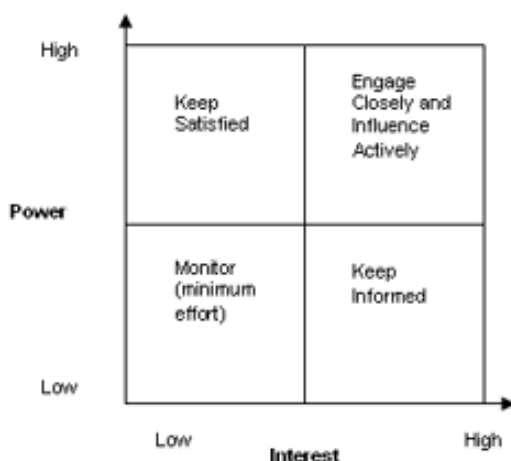 High
Keep
Satisfied
Engage
Closely and
Influence
Actively
Power
Monitor
(minimum
effort)
Keep
Informed
Low
Low
High
Interest